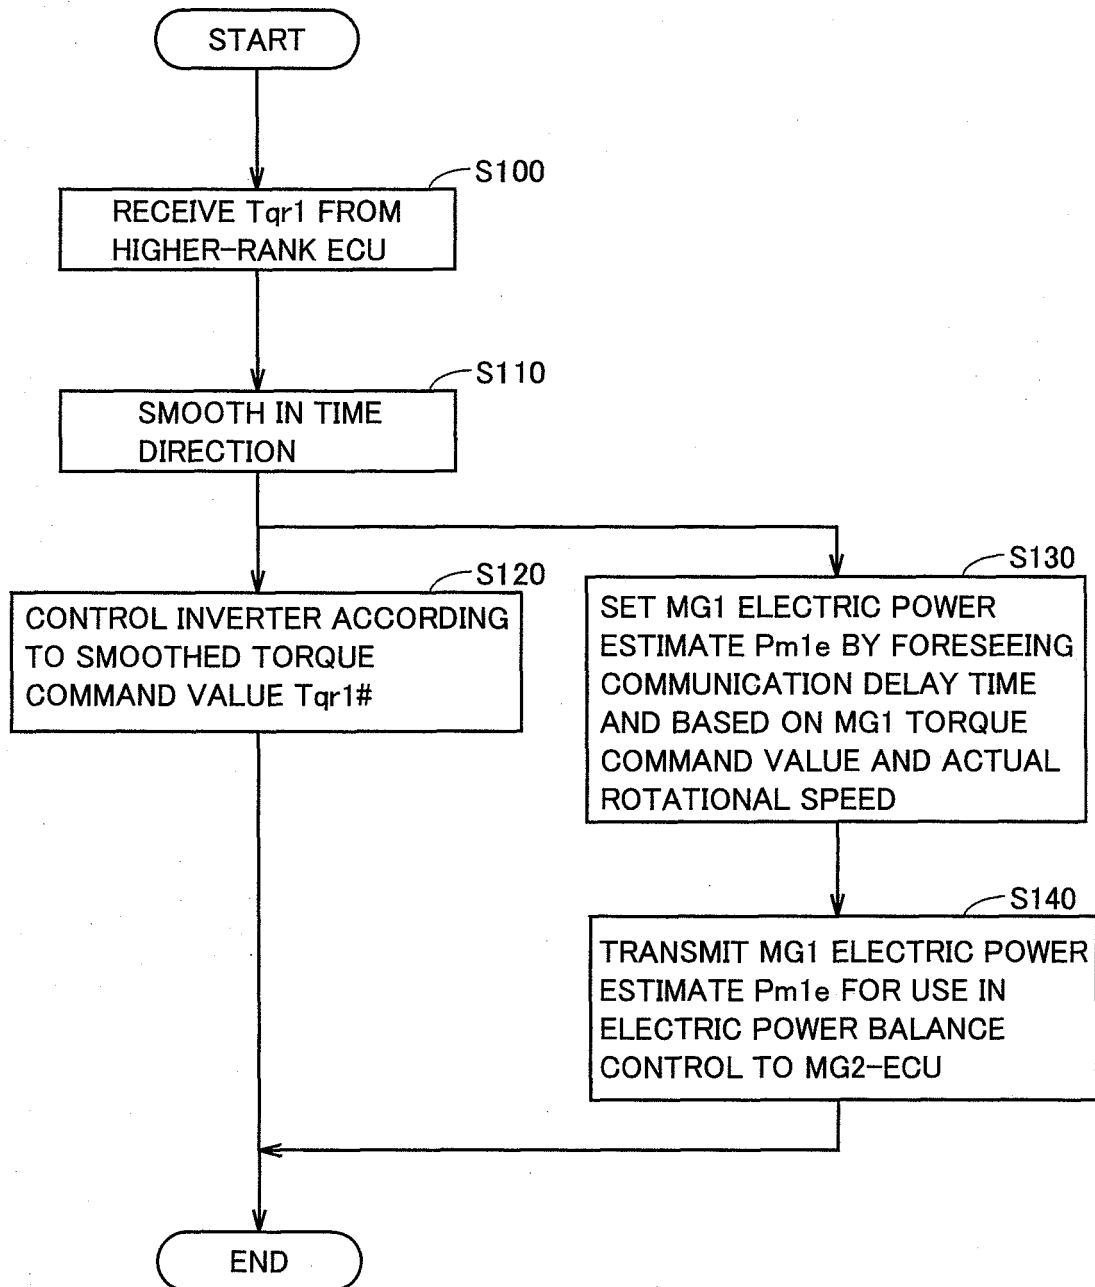 START
S100
RECEIVE Tqr1 FROM
HIGHER-RANK ECU
S110
SMOOTH IN TIME
DIRECTION
S120
CONTROL INVERTER ACCORDING
TO SMOOTHED TORQUE
COMMAND VALUE Tqr1#
S130
SET MG1 ELECTRIC POWER
ESTIMATE Pm1e BY FORESEEING
COMMUNICATION DELAY TIME
AND BASED ON MG1 TORQUE
COMMAND VALUE AND ACTUAL
ROTATIONAL SPEED
S140
TRANSMIT MG1 ELECTRIC POWER
ESTIMATE Pm1e FOR USE IN
ELECTRIC POWER BALANCE
CONTROL TO MG2-ECU
END